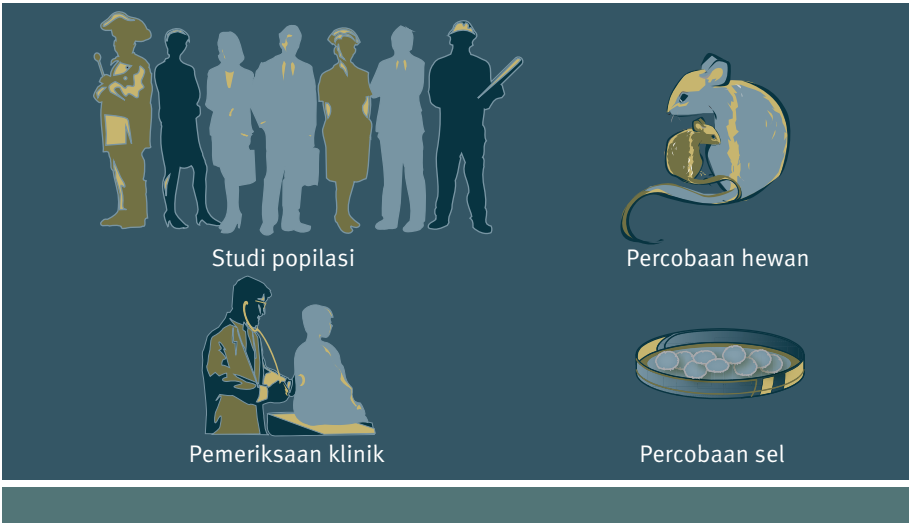 Studi popilasi
Percobaan hewan
Pemeriksaan klinik
Percobaan sel